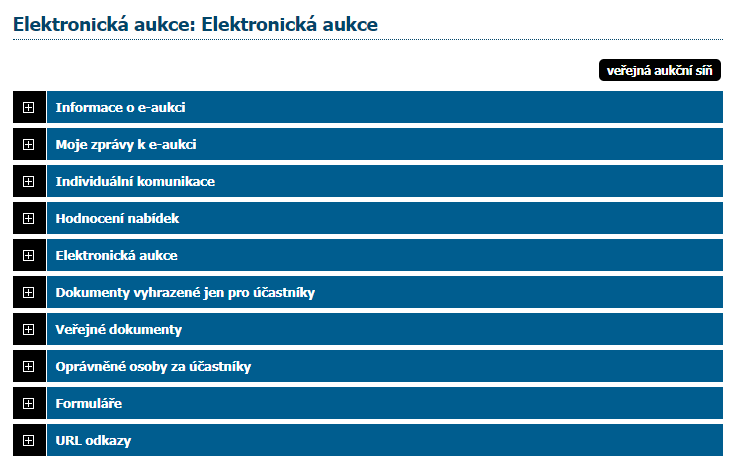 Elektronická aukce: Elektronická aukce
veřejná aukční síň
Informace o e-aukci
Moje zprávy k e-aukci
Individuální komunikace
Hodnocení nabídek
Elektronická aukce
Dokumenty vyhrazené jen pro účastníky
Veřejné dokumenty
Oprávněné osoby za účastníky
Formuláře
URL odkazy